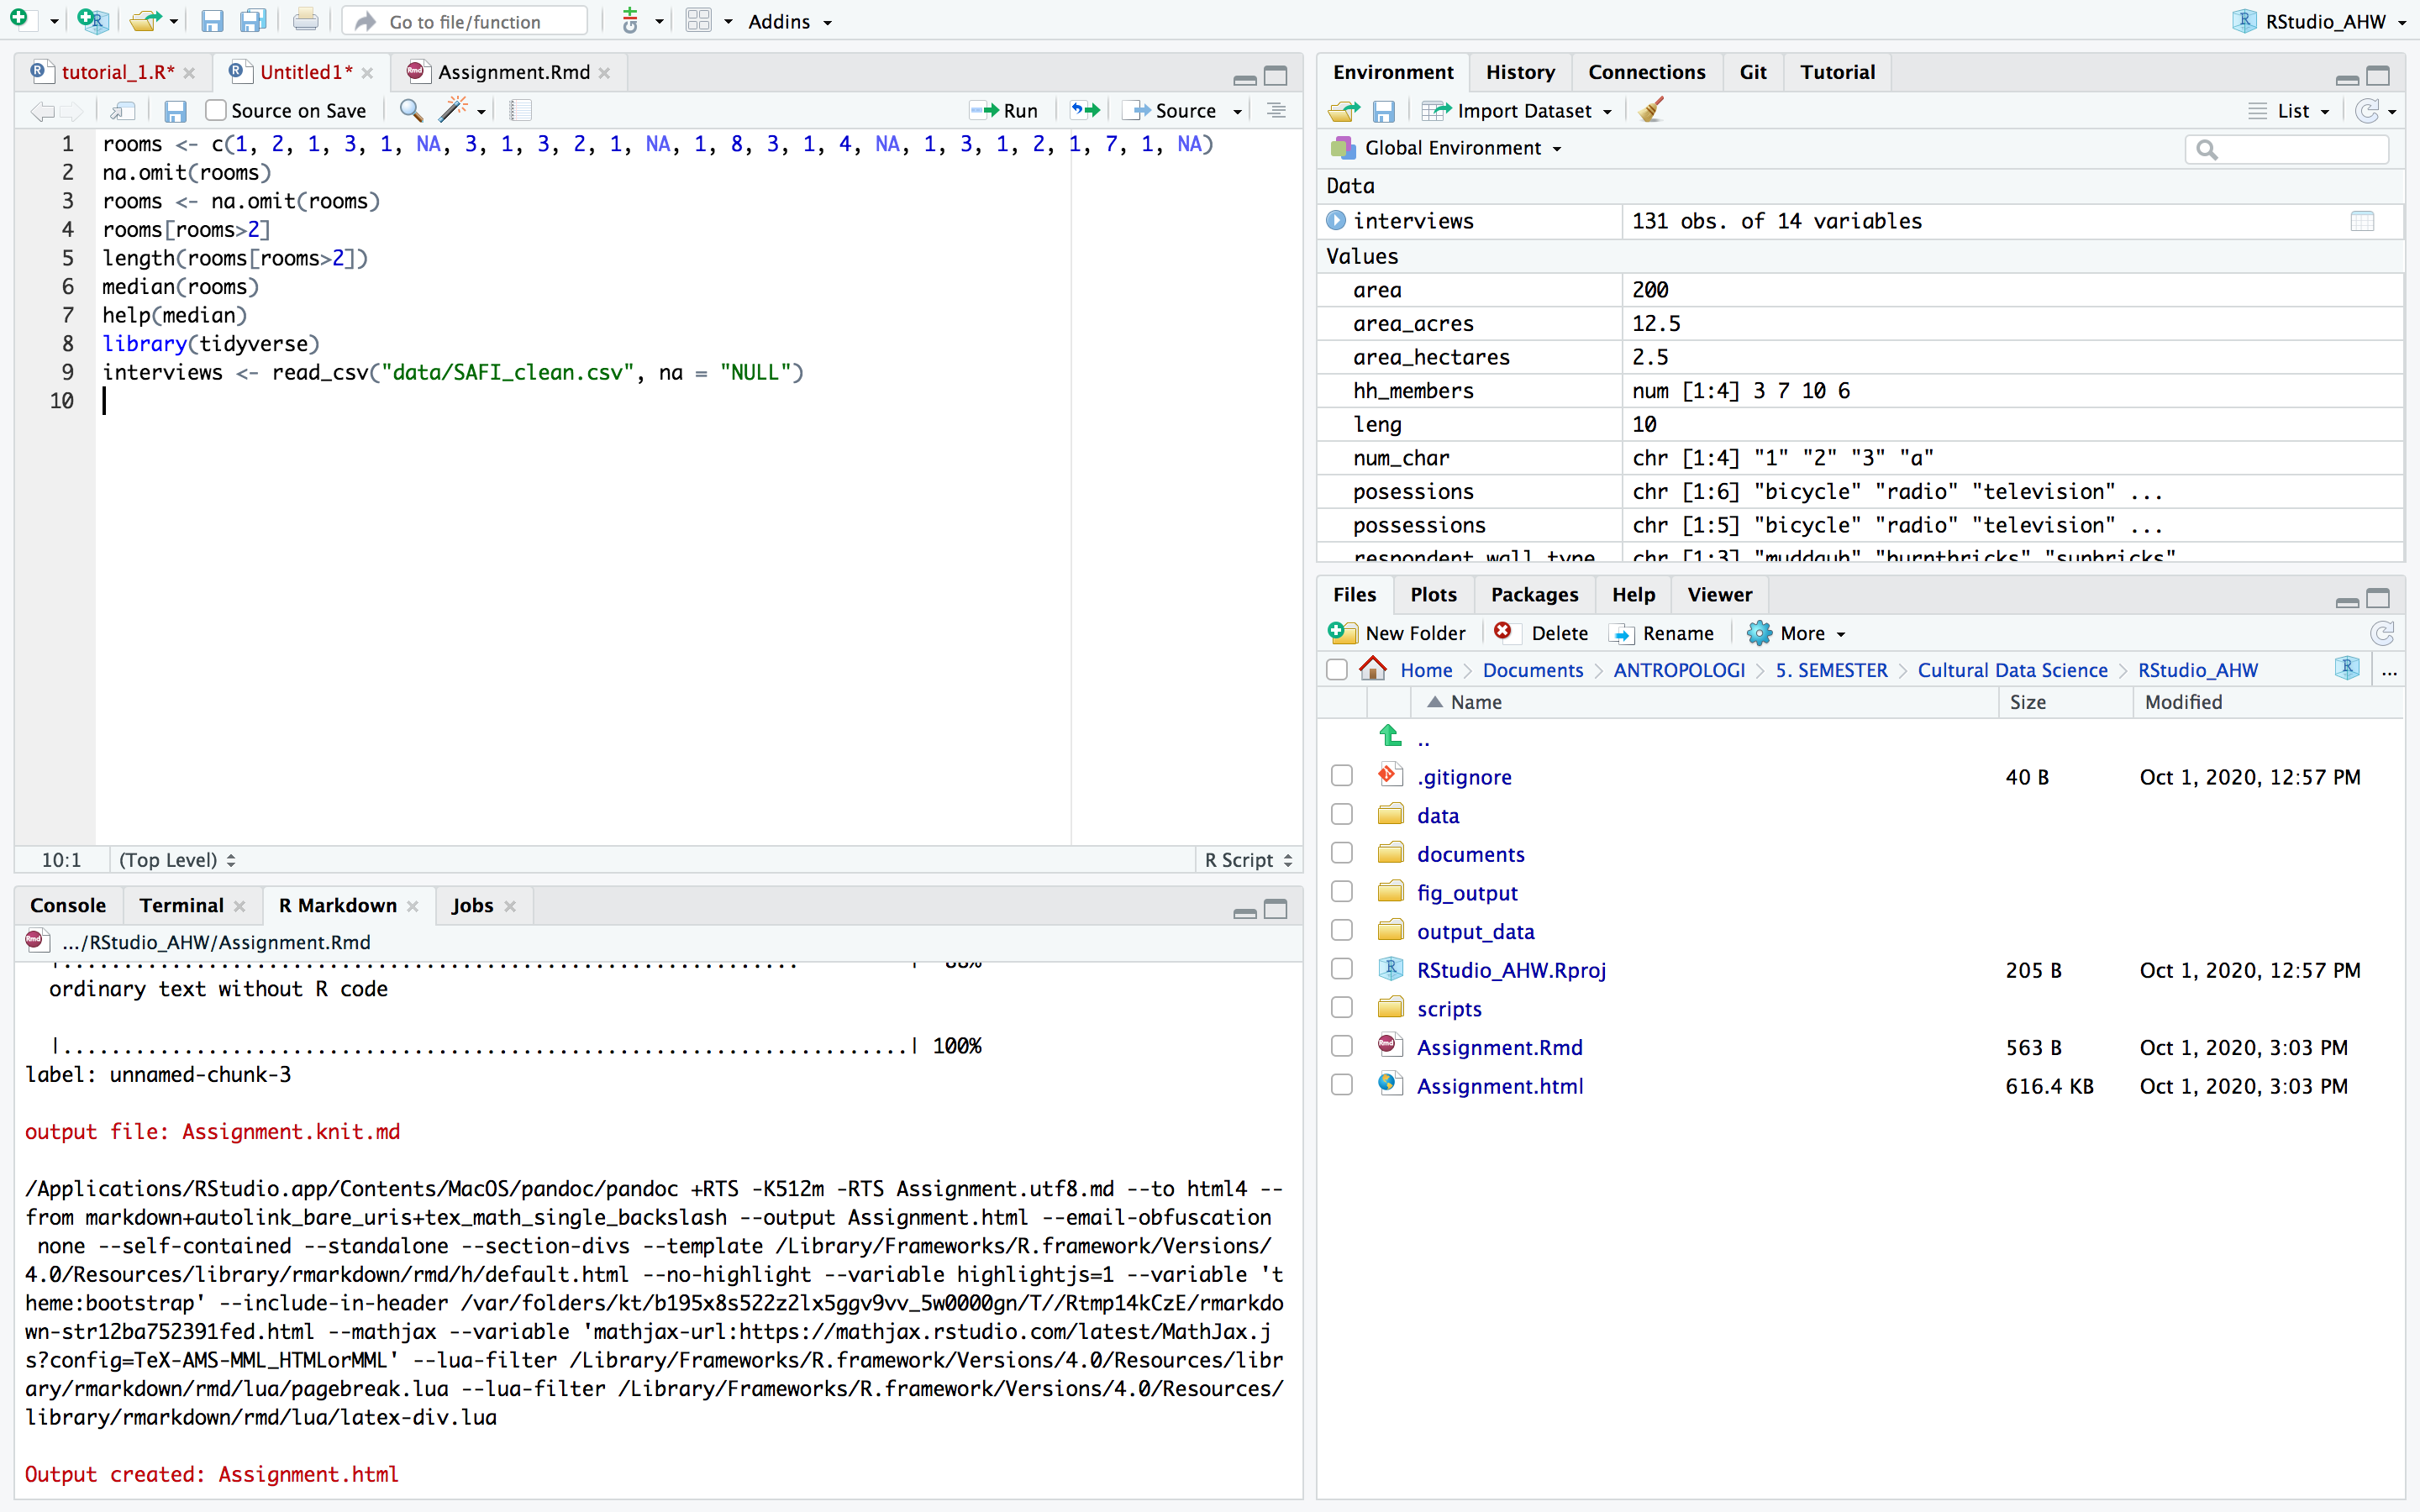 Go to file/function
Addins
RStudio_AHW
tutorial_1.R*
Untitled1*
Assignment.Rmd
Source on Save
Run
Source
1 rooms <- c(1, 2, 1, 3, 1, NA, 3, 1, 3, 2, 1, NA, 1, 8, 3, 1, 4, NA, 1, 3, 1, 2, 1, 7, 1, NA)
2 na.omit(rooms)
3 rooms <- na.omit(rooms)
4 rooms[rooms>2]
5 length(rooms[rooms>2])
6 median(rooms)
7 help(median)
8 library(tidyverse)
9 interviews <- read_csv("data/SAFI_clean.csv", na = "NULL")
10
10:1 (Top Level) R Script
Console Terminal R Markdown Jobs
.../RStudio_AHW/Assignment.Rmd
ordinary text without R code
|......................................................................| 100%
label: unnamed-chunk-3
output file: Assignment.knit.md
/Applications/RStudio.app/Contents/MacOS/pandoc/pandoc +RTS -K512m -RTS Assignment.utf8.md --to html4 --
from markdown+autolink_bare_uris+tex_math_single_backslash --output Assignment.html --email-obfuscation
none --self-contained --standalone --section-divs --template /Library/Frameworks/R.framework/Versions/
4.0/Resources/library/rmarkdown/rmd/h/default.html --no-highlight --variable highlightjs=1 --variable 't
heme:bootstrap' --include-in-header /var/folders/kt/b195x8s522z2lx5ggv9vv_5w0000gn/T//Rtmp14kCzE/rmarkdo
wn-str12ba752391fed.html --mathjax --variable 'mathjax-url:https://mathjax.rstudio.com/latest/MathJax.j
s?config=TeX-AMS-MML_HTMLorMML' --lua-filter /Library/Frameworks/R.framework/Versions/4.0/Resources/libr
ary/rmarkdown/rmd/lua/pagebreak.lua --lua-filter /Library/Frameworks/R.framework/Versions/4.0/Resources/
library/rmarkdown/rmd/lua/latex-div.lua
Output created: Assignment.html
Environment History Connections Git Tutorial
Import Dataset List
Global Environment
Data
interviews 131 obs. of 14 variables
Values
area 200
area_acres 12.5
area_hectares 2.5
hh_members num [1:4] 3 7 10 6
leng 10
num_char chr [1:4] "1" "2" "3" "a"
posessions chr [1:6] "bicycle" "radio" "television" ...
possessions chr [1:5] "bicycle" "radio" "television" ...
respondent_wall_type chr [1:3] "muddaub" "burntbricks" "sunbricks"
Files Plots Packages Help Viewer
New Folder Delete Rename More
Home Documents ANTROPOLOGI 5. SEMESTER Cultural Data Science RStudio_AHW ...
Name Size Modified
..
.gitignore 40 B Oct 1, 2020, 12:57 PM
data
documents
fig_output
output_data
RStudio_AHW.Rproj 205 B Oct 1, 2020, 12:57 PM
scripts
Assignment.Rmd 563 B Oct 1, 2020, 3:03 PM
Assignment.html 616.4 KB Oct 1, 2020, 3:03 PM